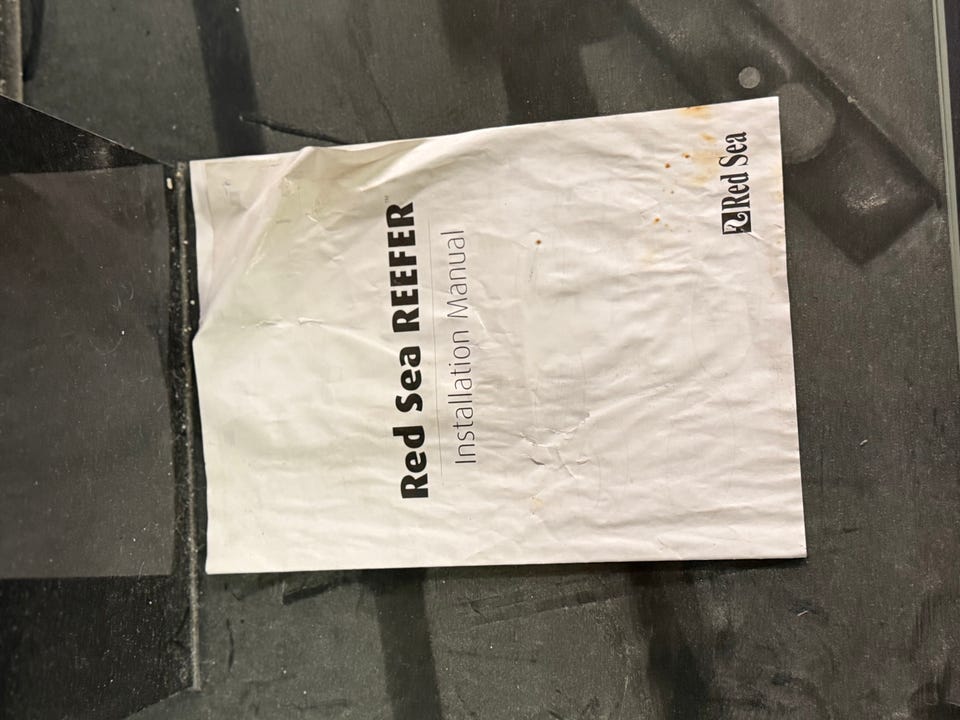 Red Sea REEFER™
Installation Manual
Red Sea